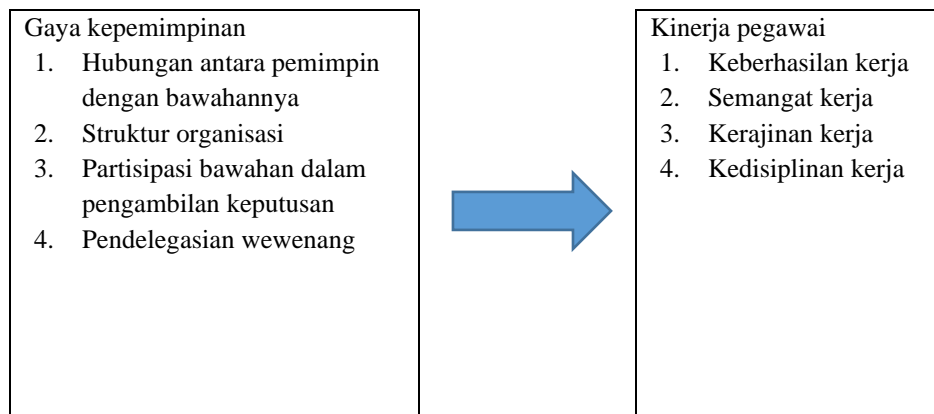 Gaya kepemimpinan
1. Hubungan antara pemimpin
dengan bawahannya
2. Struktur organisasi
3. Partisipasi bawahan dalam
pengambilan keputusan
4. Pendelegasian wewenang
Kinerja pegawai
1. Keberhasilan kerja
2. Semangat kerja
3. Kerajinan kerja
4. Kedisiplinan kerja